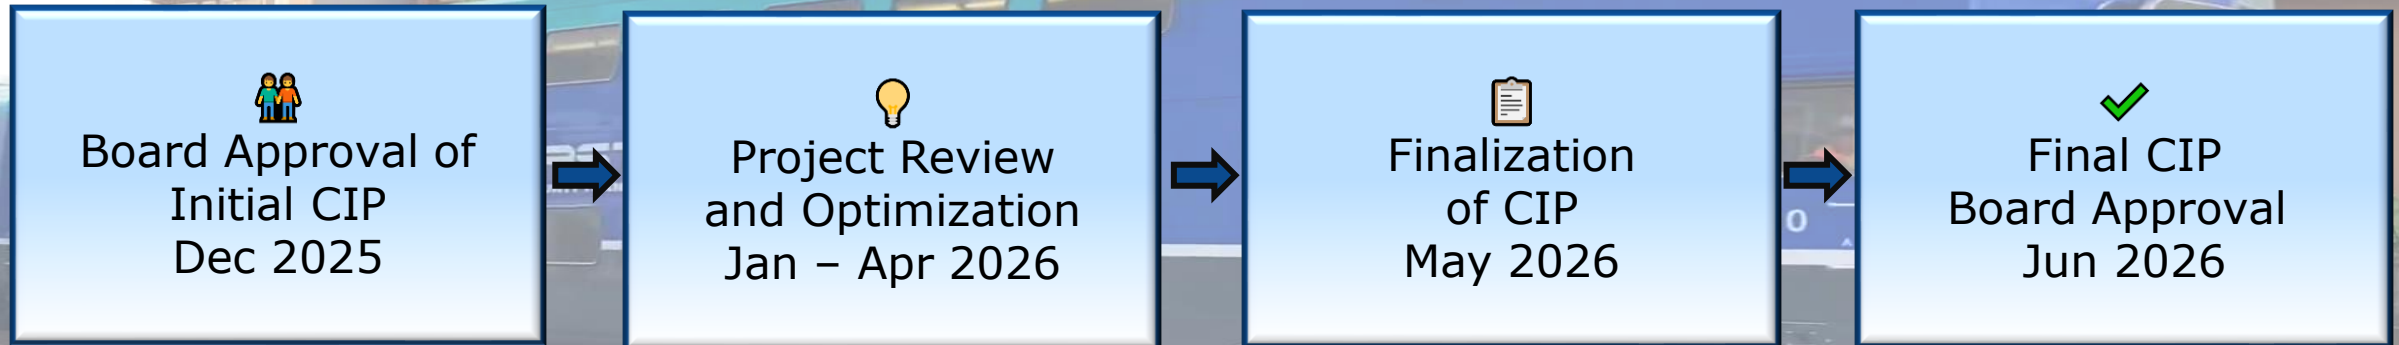 Board Approval of
Initial CIP
Dec 2025
Project Review
and Optimization
Jan – Apr 2026
Finalization
of CIP
May 2026
Final CIP
Board Approval
Jun 2026